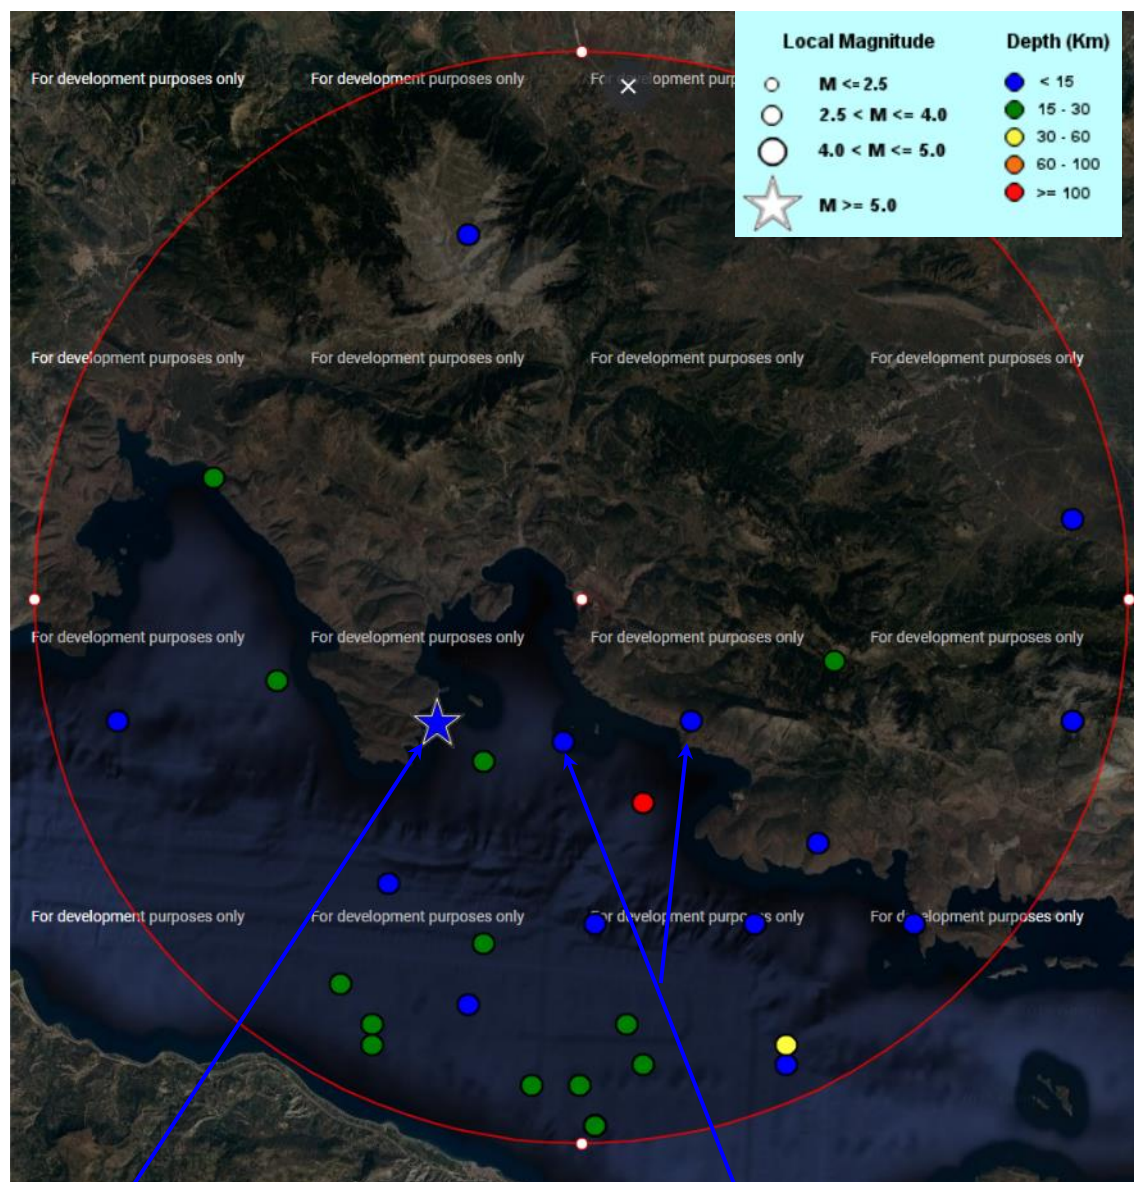 Local Magnitude Depth (Km)
M <= 2.5
2.5 < M <= 4.0
4.0 < M <= 5.0
M >= 5.0
< 15
15 - 30
30 - 60
60 - 100
>= 100
For development purposes only For development purposes only
For development purposes only For development purposes only For development purposes only For development purposes only
For development purposes only For development purposes only For development purposes only For development purposes only
For development purposes only For development purposes only For development purposes only For development purposes only